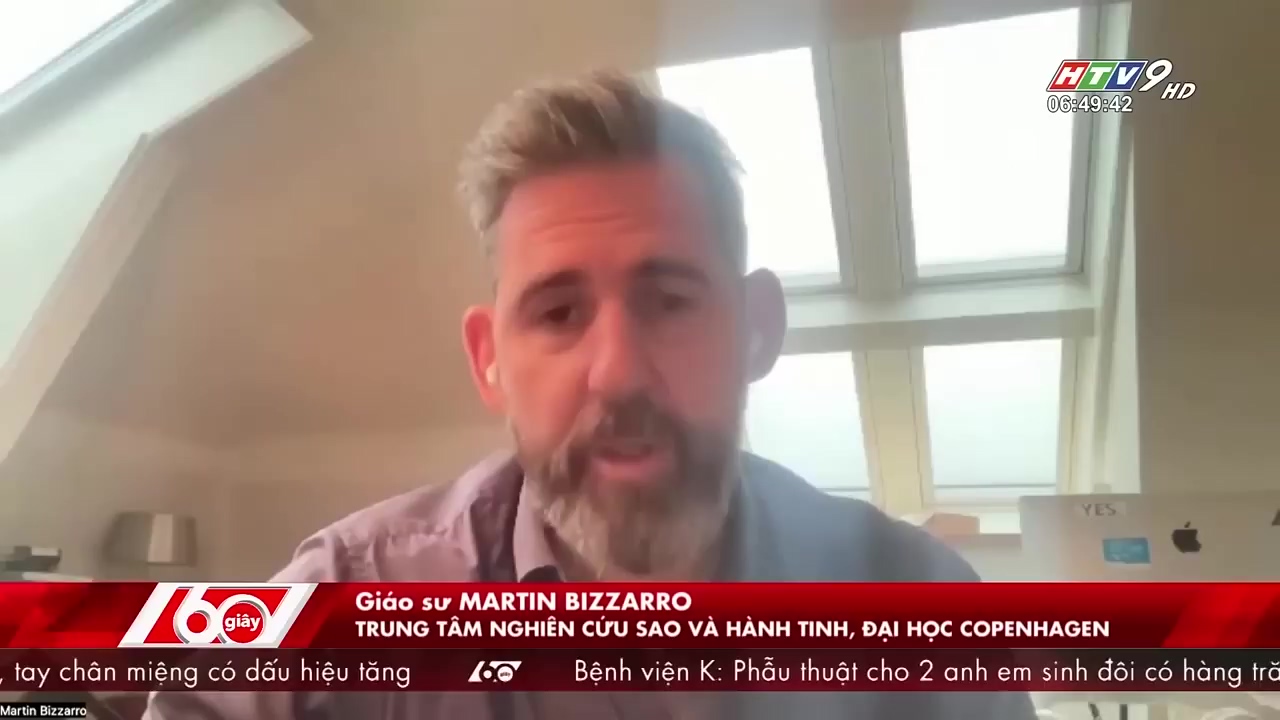 HTV9 HD
06:49:42
YES
60 giây
Giáo sư MARTIN BIZZARRO
TRUNG TÂM NGHIÊN CỨU SAO VÀ HÀNH TINH, ĐẠI HỌC COPENHAGEN
, tay chân miệng có dấu hiệu tăng 60 giây Bệnh viện K: Phẫu thuật cho 2 anh em sinh đôi có hàng
Martin Bizzarro